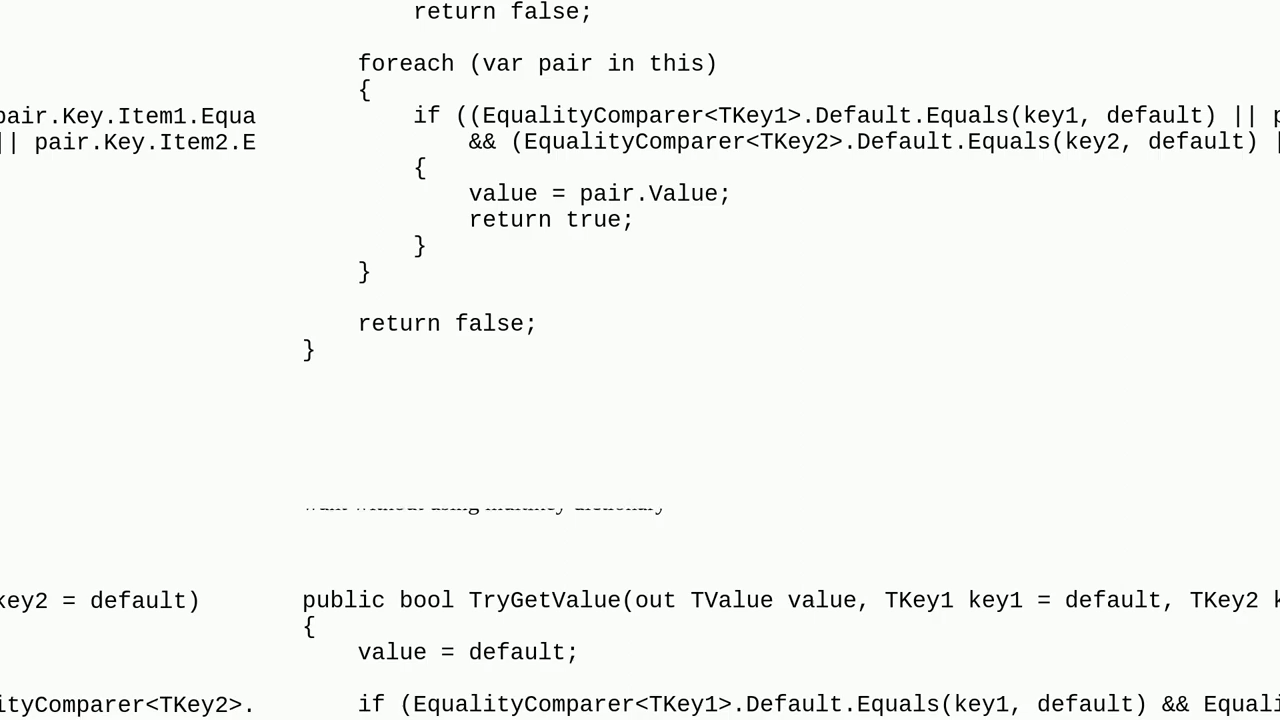 return false;
foreach (var pair in this)
{
pair.Key.Item1.Equa
if ((EqualityComparer<TKey1>.Default.Equals(key1, default) ||
|| pair.Key.Item2.E
&& (EqualityComparer<TKey2>.Default.Equals(key2, default)
{
value = pair.Value;
return true;
}
}
return false;
}
key2 = default)
public bool TryGetValue(out TValue value, TKey1 key1 = default, TKey2
{
value = default;
ityComparer<TKey2>.
if (EqualityComparer<TKey1>.Default.Equals(key1, default) && Equali